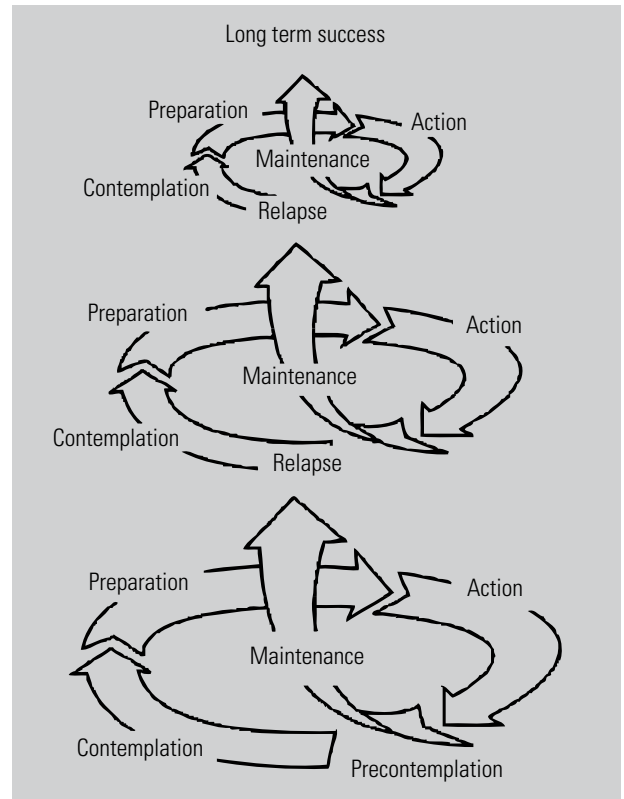 Long term success
Preparation
Action
Maintenance
Contemplation
Relapse
Preparation
Action
Maintenance
Contemplation
Relapse
Preparation
Action
Maintenance
Contemplation
Precontemplation